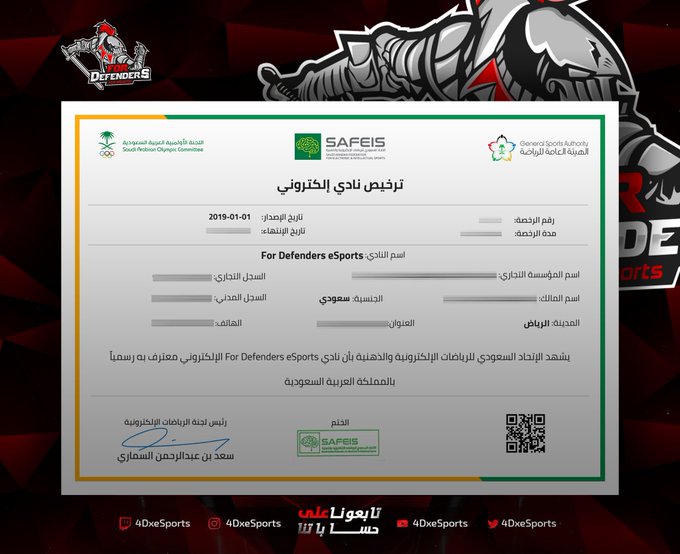 FOR
DEFENDERS
اللجنة الأولمبية العربية السعودية
Saudi Arabian Olympic Committee
SAFEIS
SAUDI ARABIAN FEDERATION
FOR ELECTRONIC & INTELLECTUAL SPORTS
General Sports Authority
الهيئة العامة للرياضة
ترخيص نادي إلكتروني
رقم الرخصة:
تاريخ الإصدار: 2019-01-01
مدة الرخصة:
تاريخ الإنتهاء:
اسم النادي: For Defenders eSports
اسم المؤسسة التجاري:
السجل التجاري:
اسم المالك:
الجنسية: سعودي
السجل المدني:
المدينة: الرياض
العنوان:
الهاتف:
يشهد الإتحاد السعودي للرياضات الإلكترونية والذهنية بأن نادي For Defenders eSports الإلكتروني معترف به رسمياً
بالمملكة العربية السعودية
الختم
رئيس لجنة الرياضات الإلكترونية
SAFEIS
سعد بن عبدالرحمن السماري
تابعونا على
حساباتنا
4DxeSports
4DxeSports
4DxeSports
4DxeSports